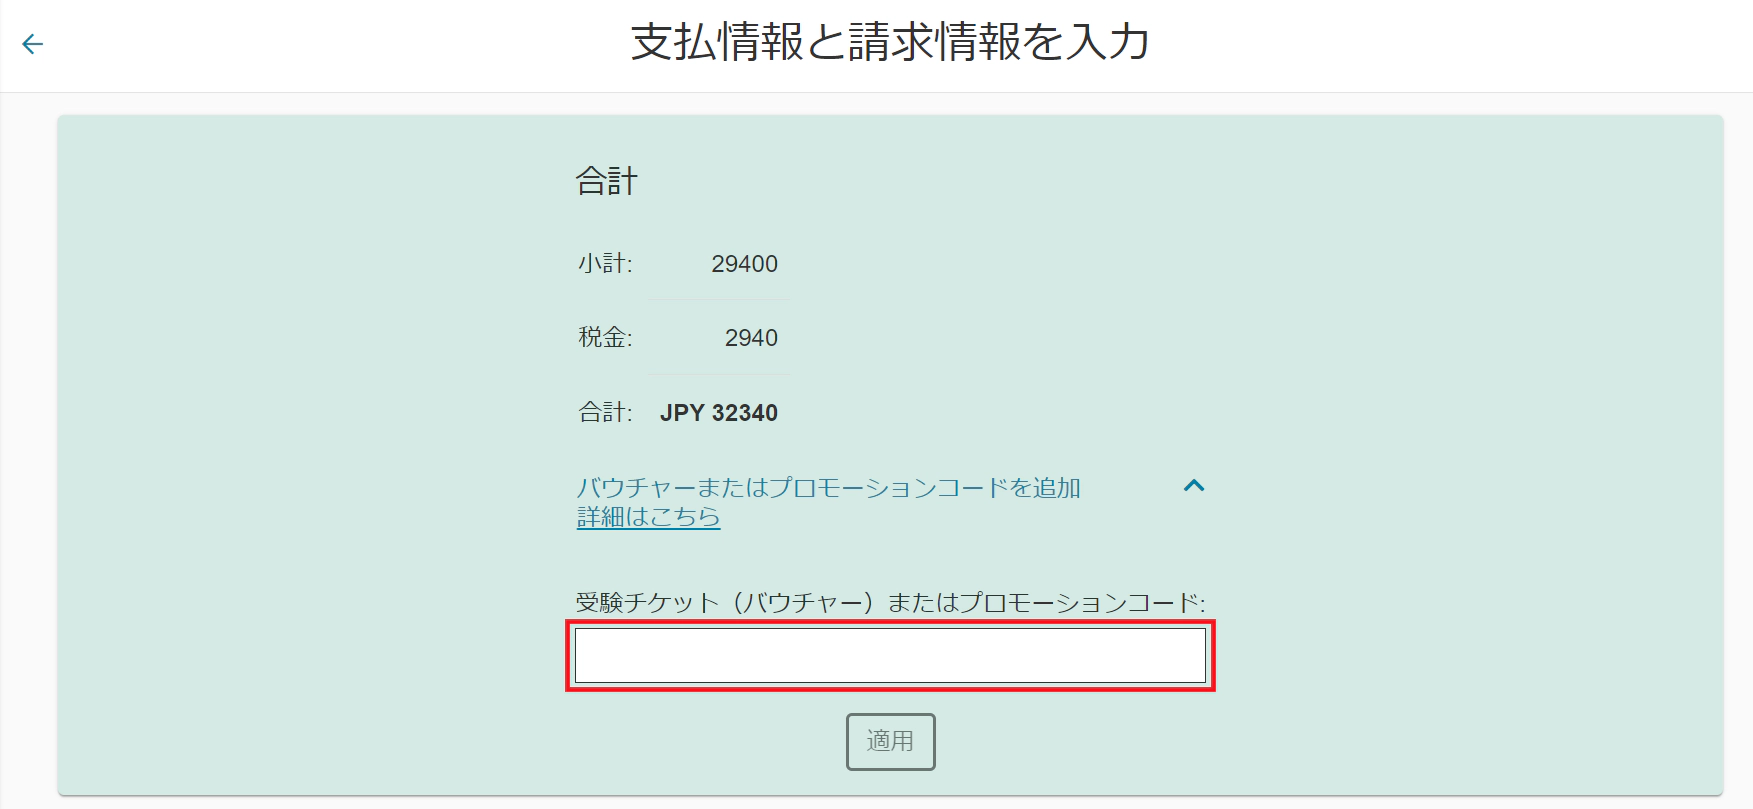 支払情報と請求情報を入力
合計
小計: 29400
税金: 2940
合計: JPY 32340
バウチャーまたはプロモーションコードを追加
詳細はこちら
受験チケット（バウチャー）またはプロモーションコード:
適用